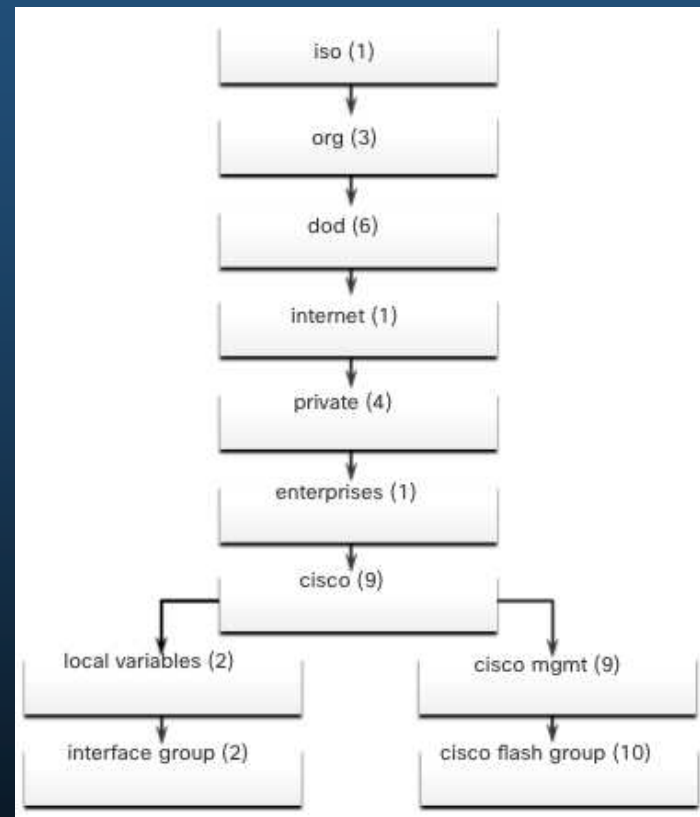 iso (1)
org (3)
dod (6)
internet (1)
private (4)
enterprises (1)
cisco (9)
local variables (2)
cisco mgmt (9)
interface group (2)
cisco flash group (10)